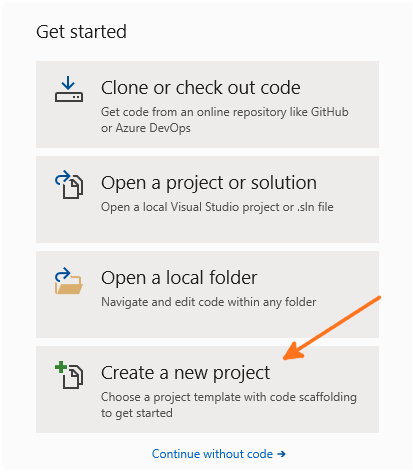 Get started
Clone or check out code
Get code from an online repository like GitHub
or Azure DevOps
Open a project or solution
Open a local Visual Studio project or .sln file
Open a local folder
Navigate and edit code within any folder
Create a new project
Choose a project template with code scaffolding
to get started
Continue without code →